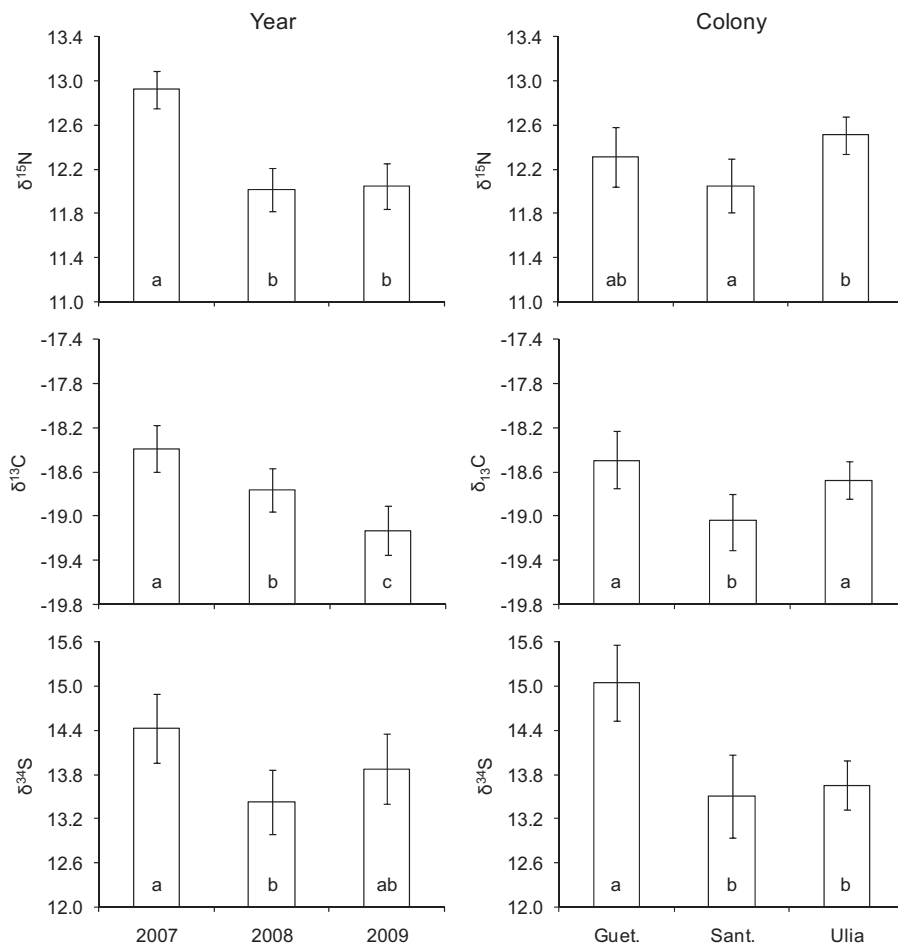 Year
13.4
13.0
12.6
12.2
11.8
11.4
11.0
δ¹⁵N
a
b
b
Colony
13.4
13.0
12.6
12.2
11.8
11.4
11.0
δ¹⁵N
ab
a
b
-17.4
-17.8
-18.2
-18.6
-19.0
-19.4
-19.8
δ¹³C
a
b
c
-17.4
-17.8
-18.2
-18.6
-19.0
-19.4
-19.8
δ₁₃C
a
b
a
15.6
15.0
14.4
13.8
13.2
12.6
12.0
δ³⁴S
a
b
ab
2007
2008
2009
15.6
15.0
14.4
13.8
13.2
12.6
12.0
δ³⁴S
a
b
b
Guet.
Sant.
Ulia